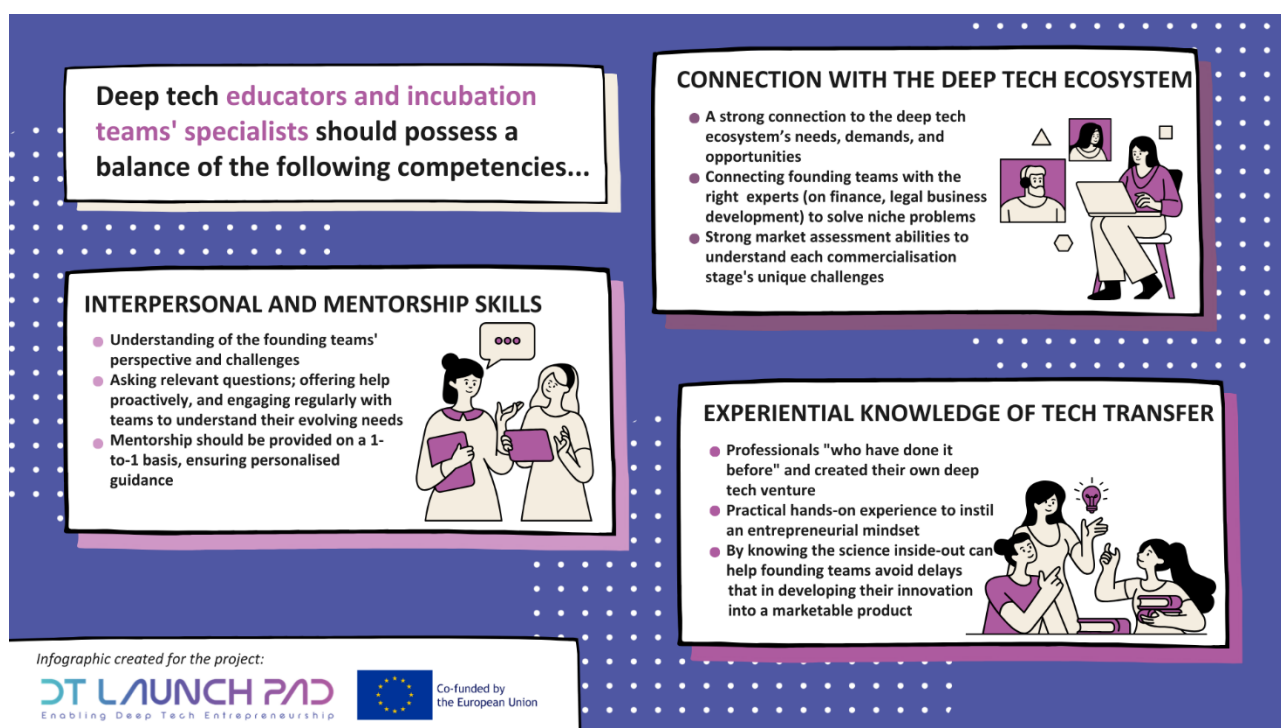 Deep tech educators and incubation
teams' specialists should possess a
balance of the following competencies...
INTERPERSONAL AND MENTORSHIP SKILLS
Understanding of the founding teams'
perspective and challenges
Asking relevant questions; offering help
proactively, and engaging regularly with
teams to understand their evolving needs
Mentorship should be provided on a 1-
to-1 basis, ensuring personalised
guidance
CONNECTION WITH THE DEEP TECH ECOSYSTEM
A strong connection to the deep tech
ecosystem's needs, demands, and
opportunities
Connecting founding teams with the
right experts (on finance, legal business
development) to solve niche problems
Strong market assessment abilities to
understand each commercialisation
stage's unique challenges
EXPERIENTIAL KNOWLEDGE OF TECH TRANSFER
Professionals "who have done it
before" and created their own deep
tech venture
Practical hands-on experience to instil
an entrepreneurial mindset
By knowing the science inside-out can
help founding teams avoid delays
that in developing their innovation
into a marketable product
Infographic created for the project:
DT LAUNCH PAD
Enabling Deep Tech Entrepreneurship
Co-funded by
the European Union